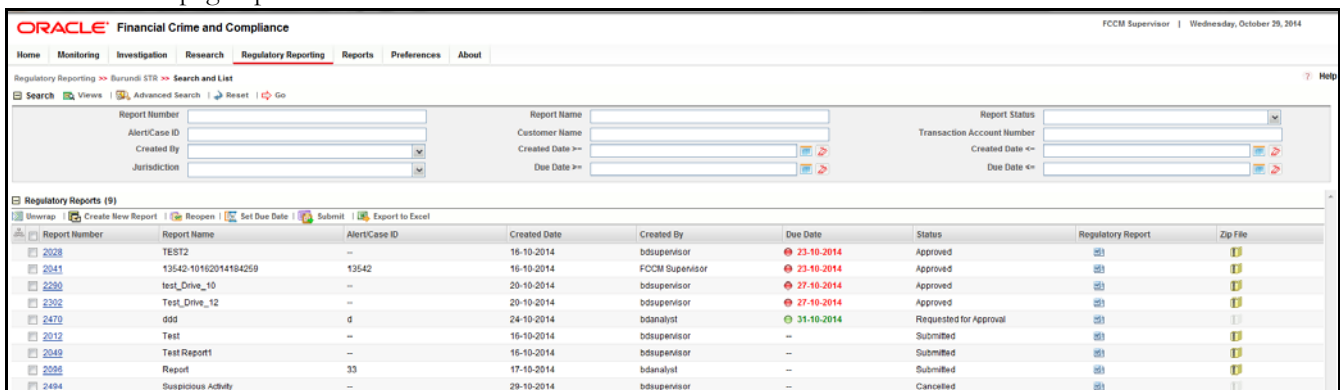 ORACLE® Financial Crime and Compliance FCCM Supervisor | Wednesday, October 29, 2014
Home Monitoring Investigation Research Regulatory Reporting Reports Preferences About
Regulatory Reporting >> Burundi STR >> Search and List ? Help
Search Views | Advanced Search | Reset | Go
Report Number Report Name Report Status
Alert/Case ID Customer Name Transaction Account Number
Created By Created Date >= Created Date <=
Jurisdiction Due Date >= Due Date <=
Regulatory Reports (9)
Unwrap | Create New Report | Reopen | Set Due Date | Submit | Export to Excel
Report Number Report Name Alert/Case ID Created Date Created By Due Date Status Regulatory Report Zip File
2028 TEST2 -- 16-10-2014 bdsupervisor 23-10-2014 Approved
2041 13542-10162014184259 13542 16-10-2014 FCCM Supervisor 23-10-2014 Approved
2290 test_Drive_10 -- 20-10-2014 bdsupervisor 27-10-2014 Approved
2302 Test_Drive_12 -- 20-10-2014 bdsupervisor 27-10-2014 Approved
2470 ddd d 24-10-2014 bdanalyst 31-10-2014 Requested for Approval
2012 Test -- 16-10-2014 bdsupervisor -- Submitted
2049 Test Report1 -- 16-10-2014 bdsupervisor -- Submitted
2096 Report 33 17-10-2014 bdanalyst -- Submitted
2494 Suspicious Activity -- 29-10-2014 bdsupervisor -- Cancelled